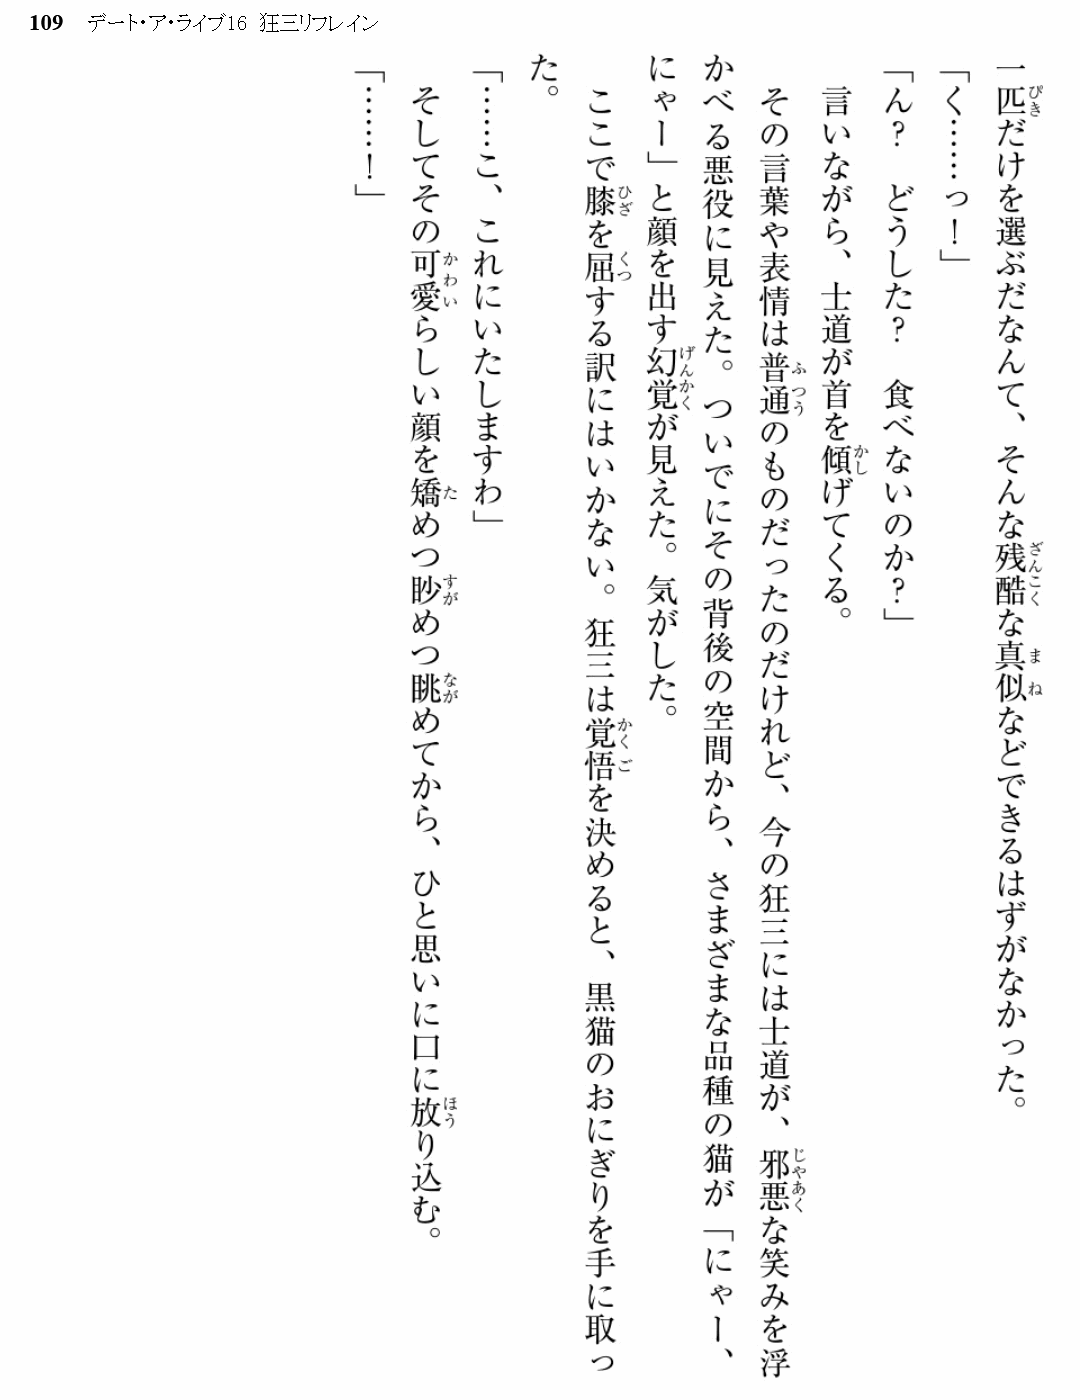 109 デート・ア・ライブ16 狂三リフレイン
一匹だけを選ぶだなんて、そんな残酷な真似などできるはずがなかった。
「く……っ！」
「ん？　どうした？　食べないのか？」
言いながら、士道が首を傾げてくる。
その言葉や表情は普通のものだったのだけれど、今の狂三には士道が、邪悪な笑みを浮
かべる悪役に見えた。ついでにその背後の空間から、さまざまな品種の猫が「にゃー、
にゃー」と顔を出す幻覚が見えた。気がした。
ここで膝を屈する訳にはいかない。狂三は覚悟を決めると、黒猫のおにぎりを手に取っ
た。
「……こ、これにいたしますわ」
そしてその可愛らしい顔を矯めつ眇めつ眺めてから、ひと思いに口に放り込む。
「……！」